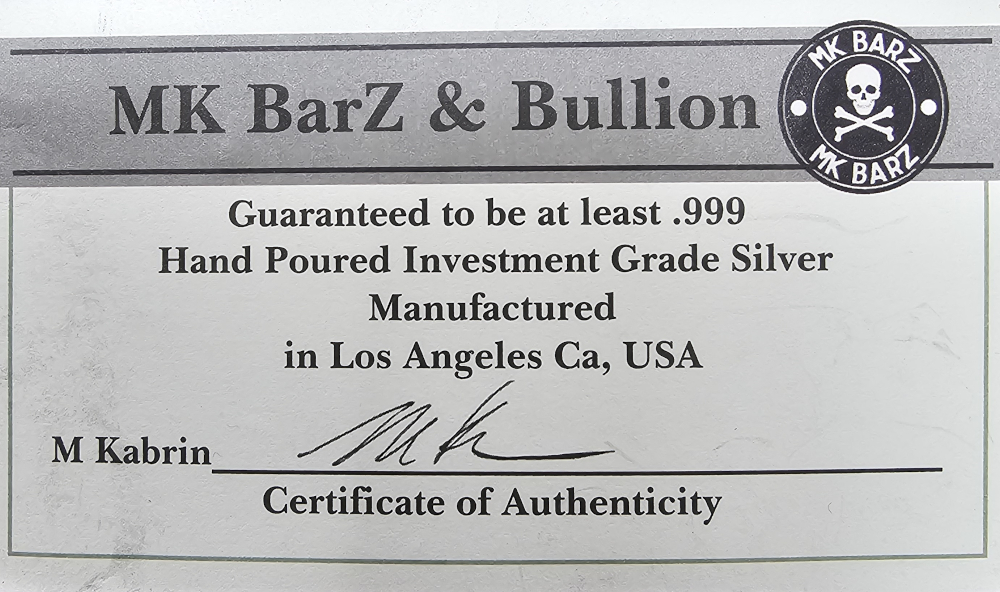 MK BarZ & Bullion
MK BARZ
MK BARZ
Guaranteed to be at least .999
Hand Poured Investment Grade Silver
Manufactured
in Los Angeles Ca, USA
M Kabrin
MK
Certificate of Authenticity